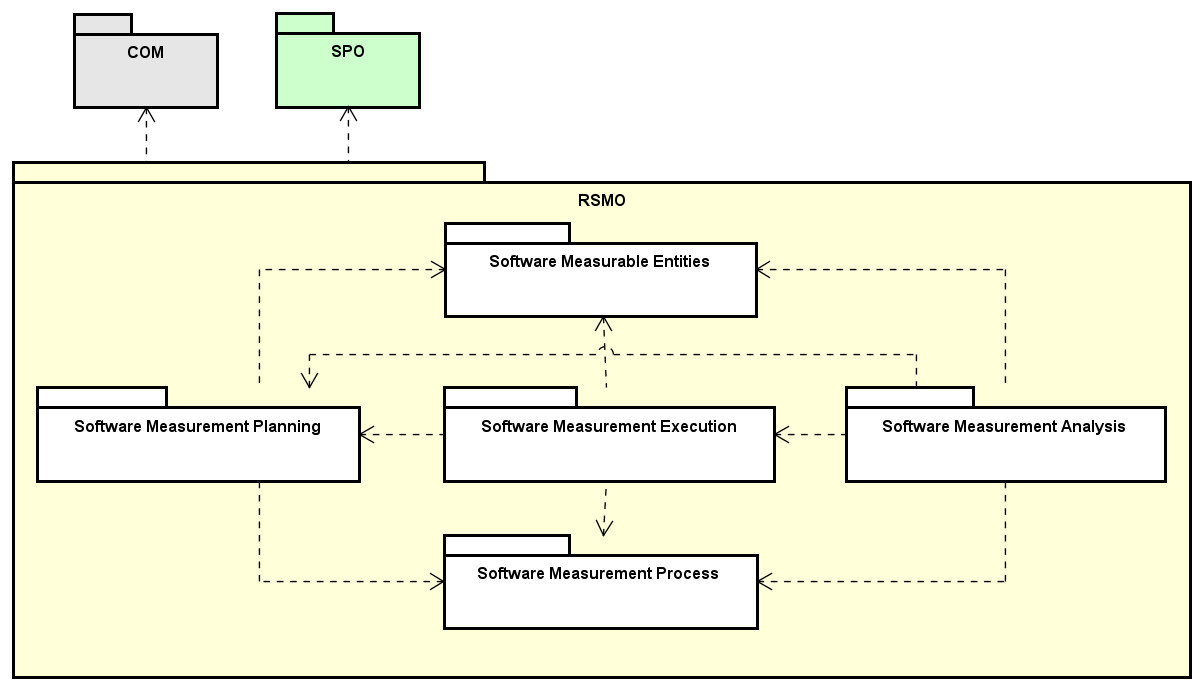 COM
SPO
RSMO
Software Measurable Entities
Software Measurement Planning
Software Measurement Execution
Software Measurement Analysis
Software Measurement Process